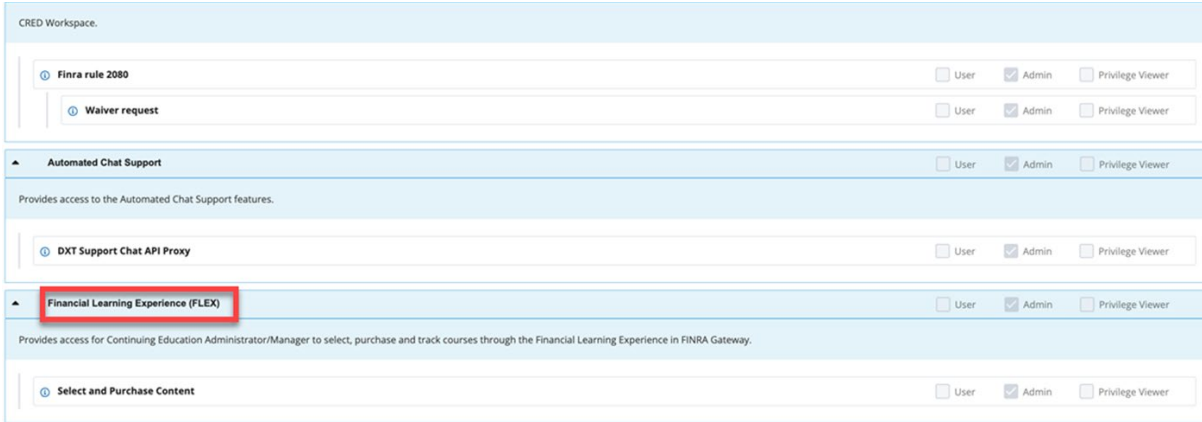 CRED Workspace.
Finra rule 2080 User Admin Privilege Viewer
Waiver request User Admin Privilege Viewer
Automated Chat Support User Admin Privilege Viewer
Provides access to the Automated Chat Support features.
DXT Support Chat API Proxy User Admin Privilege Viewer
Financial Learning Experience (FLEX) User Admin Privilege Viewer
Provides access for Continuing Education Administrator/Manager to select, purchase and track courses through the Financial Learning Experience in FINRA Gateway.
Select and Purchase Content User Admin Privilege Viewer